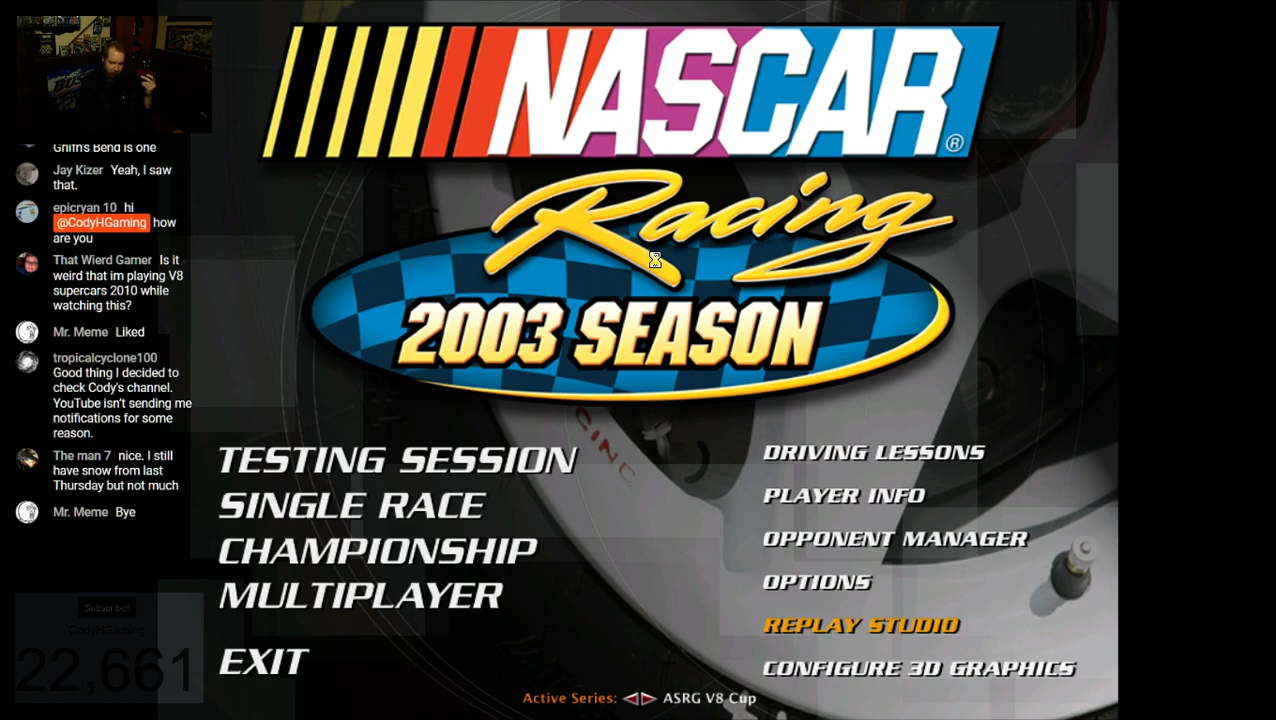 Griffn's Bend is one
Jay Kizer Yeah, I saw
that.
epicryan 10 hi
@CodyHGaming how
are you
That Wierd Gamer Is it
weird that im playing V8
supercars 2010 while
watching this?
Mr. Meme Liked
tropicalcyclone100
Good thing I decided to
check Cody's channel.
YouTube isn't sending me
notifications for some
reason.
The man 7 nice. I still
have snow from last
Thursday but not much
Mr. Meme Bye
Subscribe!
CodyHGaming
22,661
NASCAR®
Racing
2003 SEASON
TESTING SESSION
SINGLE RACE
CHAMPIONSHIP
MULTIPLAYER
EXIT
DRIVING LESSONS
PLAYER INFO
OPPONENT MANAGER
OPTIONS
REPLAY STUDIO
CONFIGURE 3D GRAPHICS
Active Series: ASRG V8 Cup